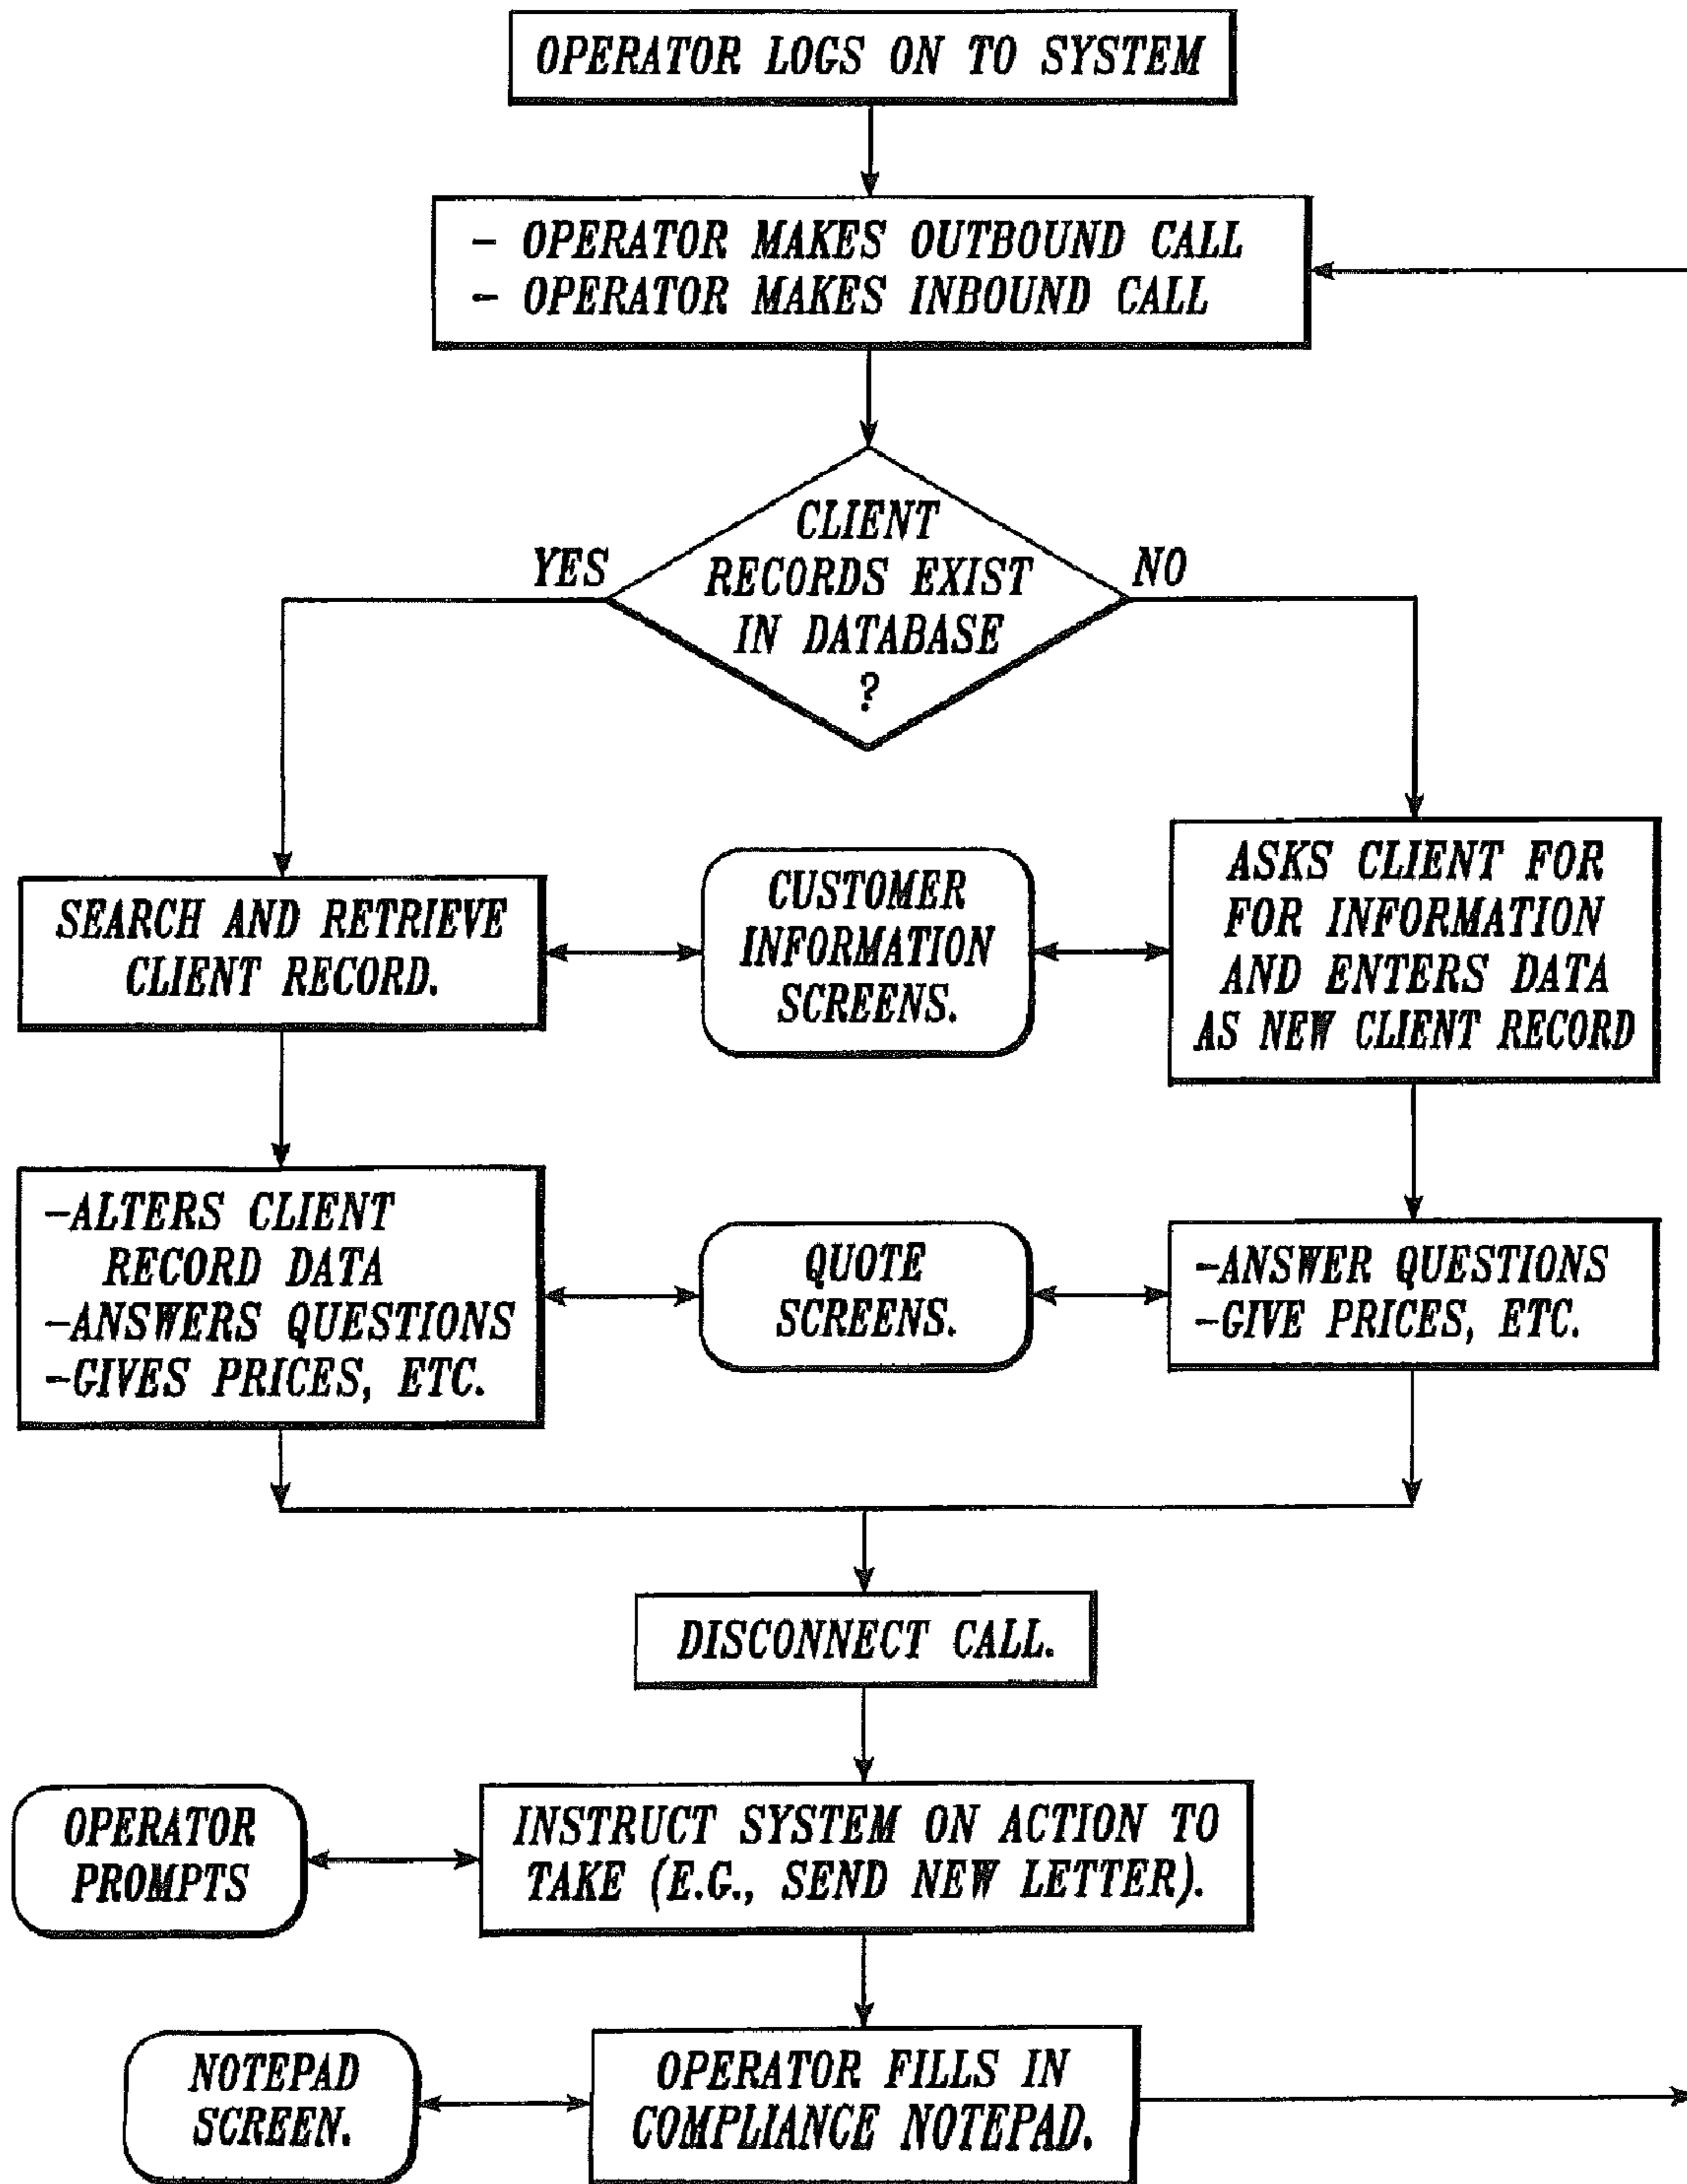 OPERATOR LOGS ON TO SYSTEM
- OPERATOR MAKES OUTBOUND CALL
- OPERATOR MAKES INBOUND CALL
CLIENT
RECORDS EXIST
IN DATABASE
?
YES
NO
SEARCH AND RETRIEVE
CLIENT RECORD.
CUSTOMER
INFORMATION
SCREENS.
ASKS CLIENT FOR
FOR INFORMATION
AND ENTERS DATA
AS NEW CLIENT RECORD
-ALTERS CLIENT
RECORD DATA
-ANSWERS QUESTIONS
-GIVES PRICES, ETC.
QUOTE
SCREENS.
-ANSWER QUESTIONS
-GIVE PRICES, ETC.
DISCONNECT CALL.
OPERATOR
PROMPTS
INSTRUCT SYSTEM ON ACTION TO
TAKE (E.G., SEND NEW LETTER).
NOTEPAD
SCREEN.
OPERATOR FILLS IN
COMPLIANCE NOTEPAD.